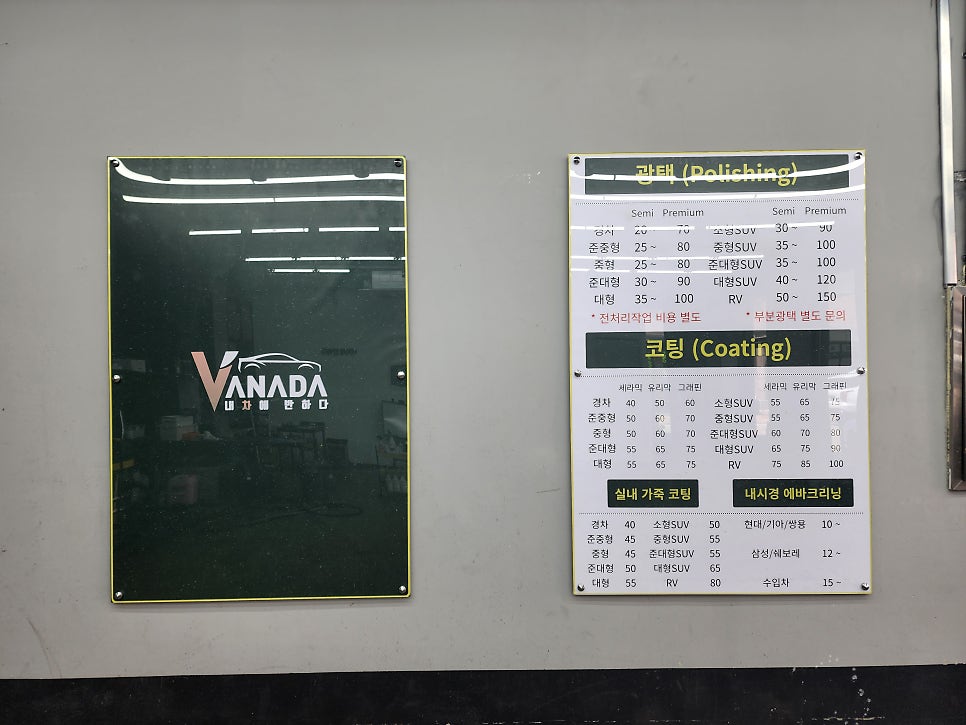 VANADA
내 차에 반하다
광택 (Polishing)
Semi Premium Semi Premium
경차 20 ~ 70 소형SUV 30 ~ 90
준중형 25 ~ 80 중형SUV 35 ~ 100
중형 25 ~ 80 준대형SUV 35 ~ 100
준대형 30 ~ 90 대형SUV 40 ~ 120
대형 35 ~ 100 RV 50 ~ 150
* 전처리작업 비용 별도 * 부분광택 별도 문의
코팅 (Coating)
세라믹 유리막 그래핀 세라믹 유리막 그래핀
경차 40 50 60 소형SUV 55 65 75
준중형 50 60 70 중형SUV 55 65 75
중형 50 60 70 준대형SUV 60 70 80
준대형 55 65 75 대형SUV 65 75 90
대형 55 65 75 RV 75 85 100
실내 가죽 코팅 내시경 에바크리닝
경차 40 소형SUV 50 현대/기아/쌍용 10 ~
준중형 45 중형SUV 55
중형 45 준대형SUV 55 삼성/쉐보레 12 ~
준대형 50 대형SUV 65
대형 55 RV 80 수입차 15 ~